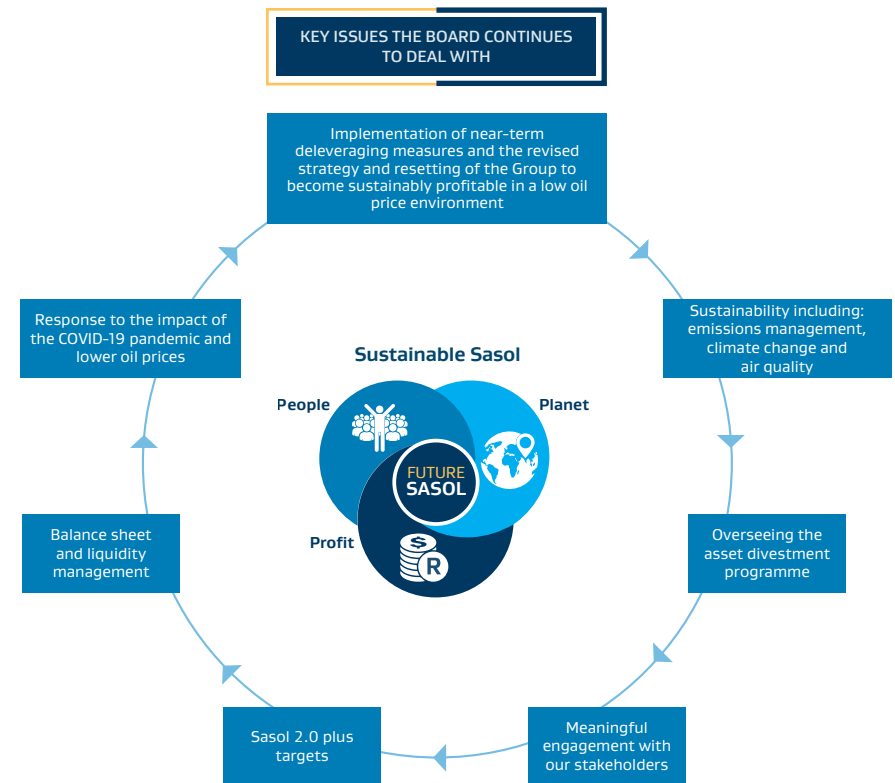 KEY ISSUES THE BOARD CONTINUES
TO DEAL WITH
Implementation of near-term
deleveraging measures and the revised
strategy and resetting of the Group to
become sustainably profitable in a low oil
price environment
Response to the impact of
the COVID-19 pandemic and
lower oil prices
Sustainability including:
emissions management,
climate change and
air quality
Sustainable Sasol
People
Planet
FUTURE
SASOL
Profit
$
R
Balance sheet
and liquidity
management
Overseeing the
asset divestment
programme
Sasol 2.0 plus
targets
Meaningful
engagement with
our stakeholders